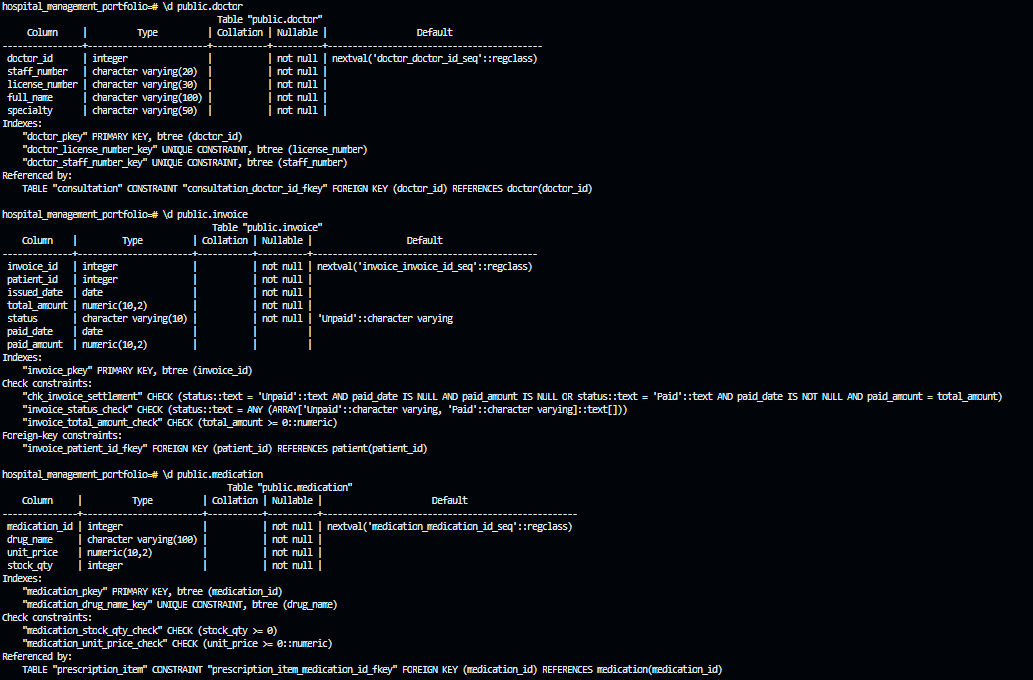 hospital_management_portfolio=# \d public.doctor
                                          Table "public.doctor"
     Column     |          Type          | Collation | Nullable |                 Default
----------------+------------------------+-----------+----------+------------------------------------------
 doctor_id      | integer                |           | not null | nextval('doctor_doctor_id_seq'::regclass)
 staff_number   | character varying(20)  |           | not null |
 license_number | character varying(30)  |           | not null |
 full_name      | character varying(100) |           | not null |
 specialty      | character varying(50)  |           | not null |
Indexes:
    "doctor_pkey" PRIMARY KEY, btree (doctor_id)
    "doctor_license_number_key" UNIQUE CONSTRAINT, btree (license_number)
    "doctor_staff_number_key" UNIQUE CONSTRAINT, btree (staff_number)
Referenced by:
    TABLE "consultation" CONSTRAINT "consultation_doctor_id_fkey" FOREIGN KEY (doctor_id) REFERENCES doctor(doctor_id)
hospital_management_portfolio=# \d public.invoice
                                         Table "public.invoice"
    Column    |         Type          | Collation | Nullable |                  Default
--------------+-----------------------+-----------+----------+--------------------------------------------
 invoice_id   | integer               |           | not null | nextval('invoice_invoice_id_seq'::regclass)
 patient_id   | integer               |           | not null |
 issued_date  | date                  |           | not null |
 total_amount | numeric(10,2)         |           | not null |
 status       | character varying(10) |           | not null | 'Unpaid'::character varying
 paid_date    | date                  |           |          |
 paid_amount  | numeric(10,2)         |           |          |
Indexes:
    "invoice_pkey" PRIMARY KEY, btree (invoice_id)
Check constraints:
    "chk_invoice_settlement" CHECK (status::text = 'Unpaid'::text AND paid_date IS NULL AND paid_amount IS NULL OR status::text = 'Paid'::text AND paid_date IS NOT NULL AND paid_amount = total_amount)
    "invoice_status_check" CHECK (status::text = ANY (ARRAY['Unpaid'::character varying, 'Paid'::character varying]::text[]))
    "invoice_total_amount_check" CHECK (total_amount >= 0::numeric)
Foreign-key constraints:
    "invoice_patient_id_fkey" FOREIGN KEY (patient_id) REFERENCES patient(patient_id)
hospital_management_portfolio=# \d public.medication
                                            Table "public.medication"
    Column     |          Type          | Collation | Nullable |                     Default
---------------+------------------------+-----------+----------+--------------------------------------------------
 medication_id | integer                |           | not null | nextval('medication_medication_id_seq'::regclass)
 drug_name     | character varying(100) |           | not null |
 unit_price    | numeric(10,2)          |           | not null |
 stock_qty     | integer                |           | not null |
Indexes:
    "medication_pkey" PRIMARY KEY, btree (medication_id)
    "medication_drug_name_key" UNIQUE CONSTRAINT, btree (drug_name)
Check constraints:
    "medication_stock_qty_check" CHECK (stock_qty >= 0)
    "medication_unit_price_check" CHECK (unit_price >= 0::numeric)
Referenced by:
    TABLE "prescription_item" CONSTRAINT "prescription_item_medication_id_fkey" FOREIGN KEY (medication_id) REFERENCES medication(medication_id)